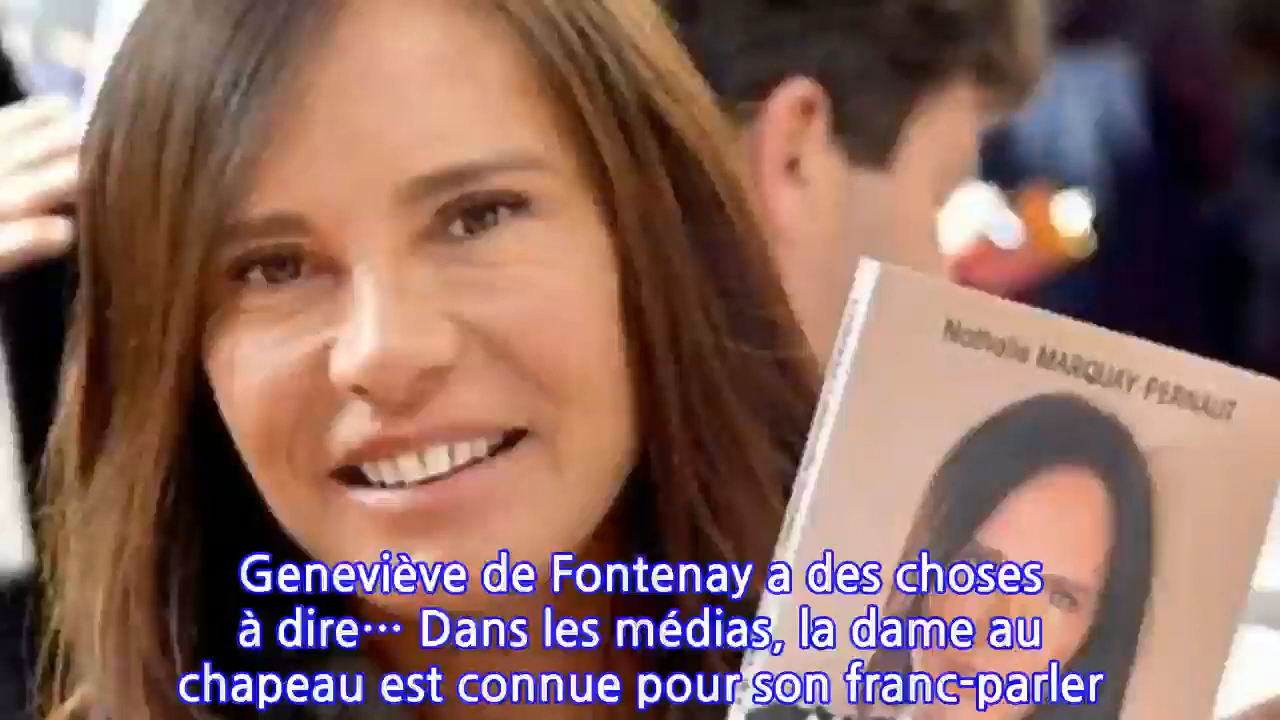 Nathalie MARQUAY-PERNAUT
Geneviève de Fontenay a des choses
à dire… Dans les médias, la dame au
chapeau est connue pour son franc-parler